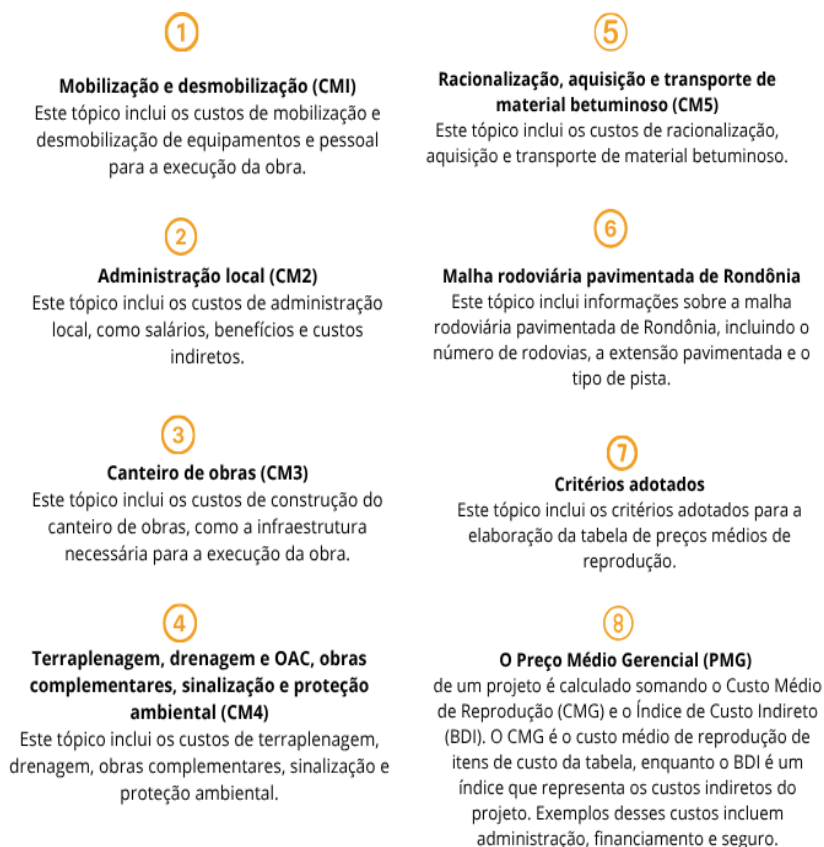 1
Mobilização e desmobilização (CMI)
Este tópico inclui os custos de mobilização e
desmobilização de equipamentos e pessoal
para a execução da obra.
2
Administração local (CM2)
Este tópico inclui os custos de administração
local, como salários, benefícios e custos
indiretos.
3
Canteiro de obras (CM3)
Este tópico inclui os custos de construção do
canteiro de obras, como a infraestrutura
necessária para a execução da obra.
4
Terraplenagem, drenagem e OAC, obras
complementares, sinalização e proteção
ambiental (CM4)
Este tópico inclui os custos de terraplenagem,
drenagem, obras complementares, sinalização e
proteção ambiental.
5
Racionalização, aquisição e transporte de
material betuminoso (CM5)
Este tópico inclui os custos de racionalização,
aquisição e transporte de material betuminoso.
6
Malha rodoviária pavimentada de Rondônia
Este tópico inclui informações sobre a malha
rodoviária pavimentada de Rondônia, incluindo o
número de rodovias, a extensão pavimentada e o
tipo de pista.
7
Critérios adotados
Este tópico inclui os critérios adotados para a
elaboração da tabela de preços médios de
reprodução.
8
O Preço Médio Gerencial (PMG)
de um projeto é calculado somando o Custo Médio
de Reprodução (CMG) e o Índice de Custo Indireto
(BDI). O CMG é o custo médio de reprodução de
itens de custo da tabela, enquanto o BDI é um
índice que representa os custos indiretos do
projeto. Exemplos desses custos incluem
administração, financiamento e seguro.